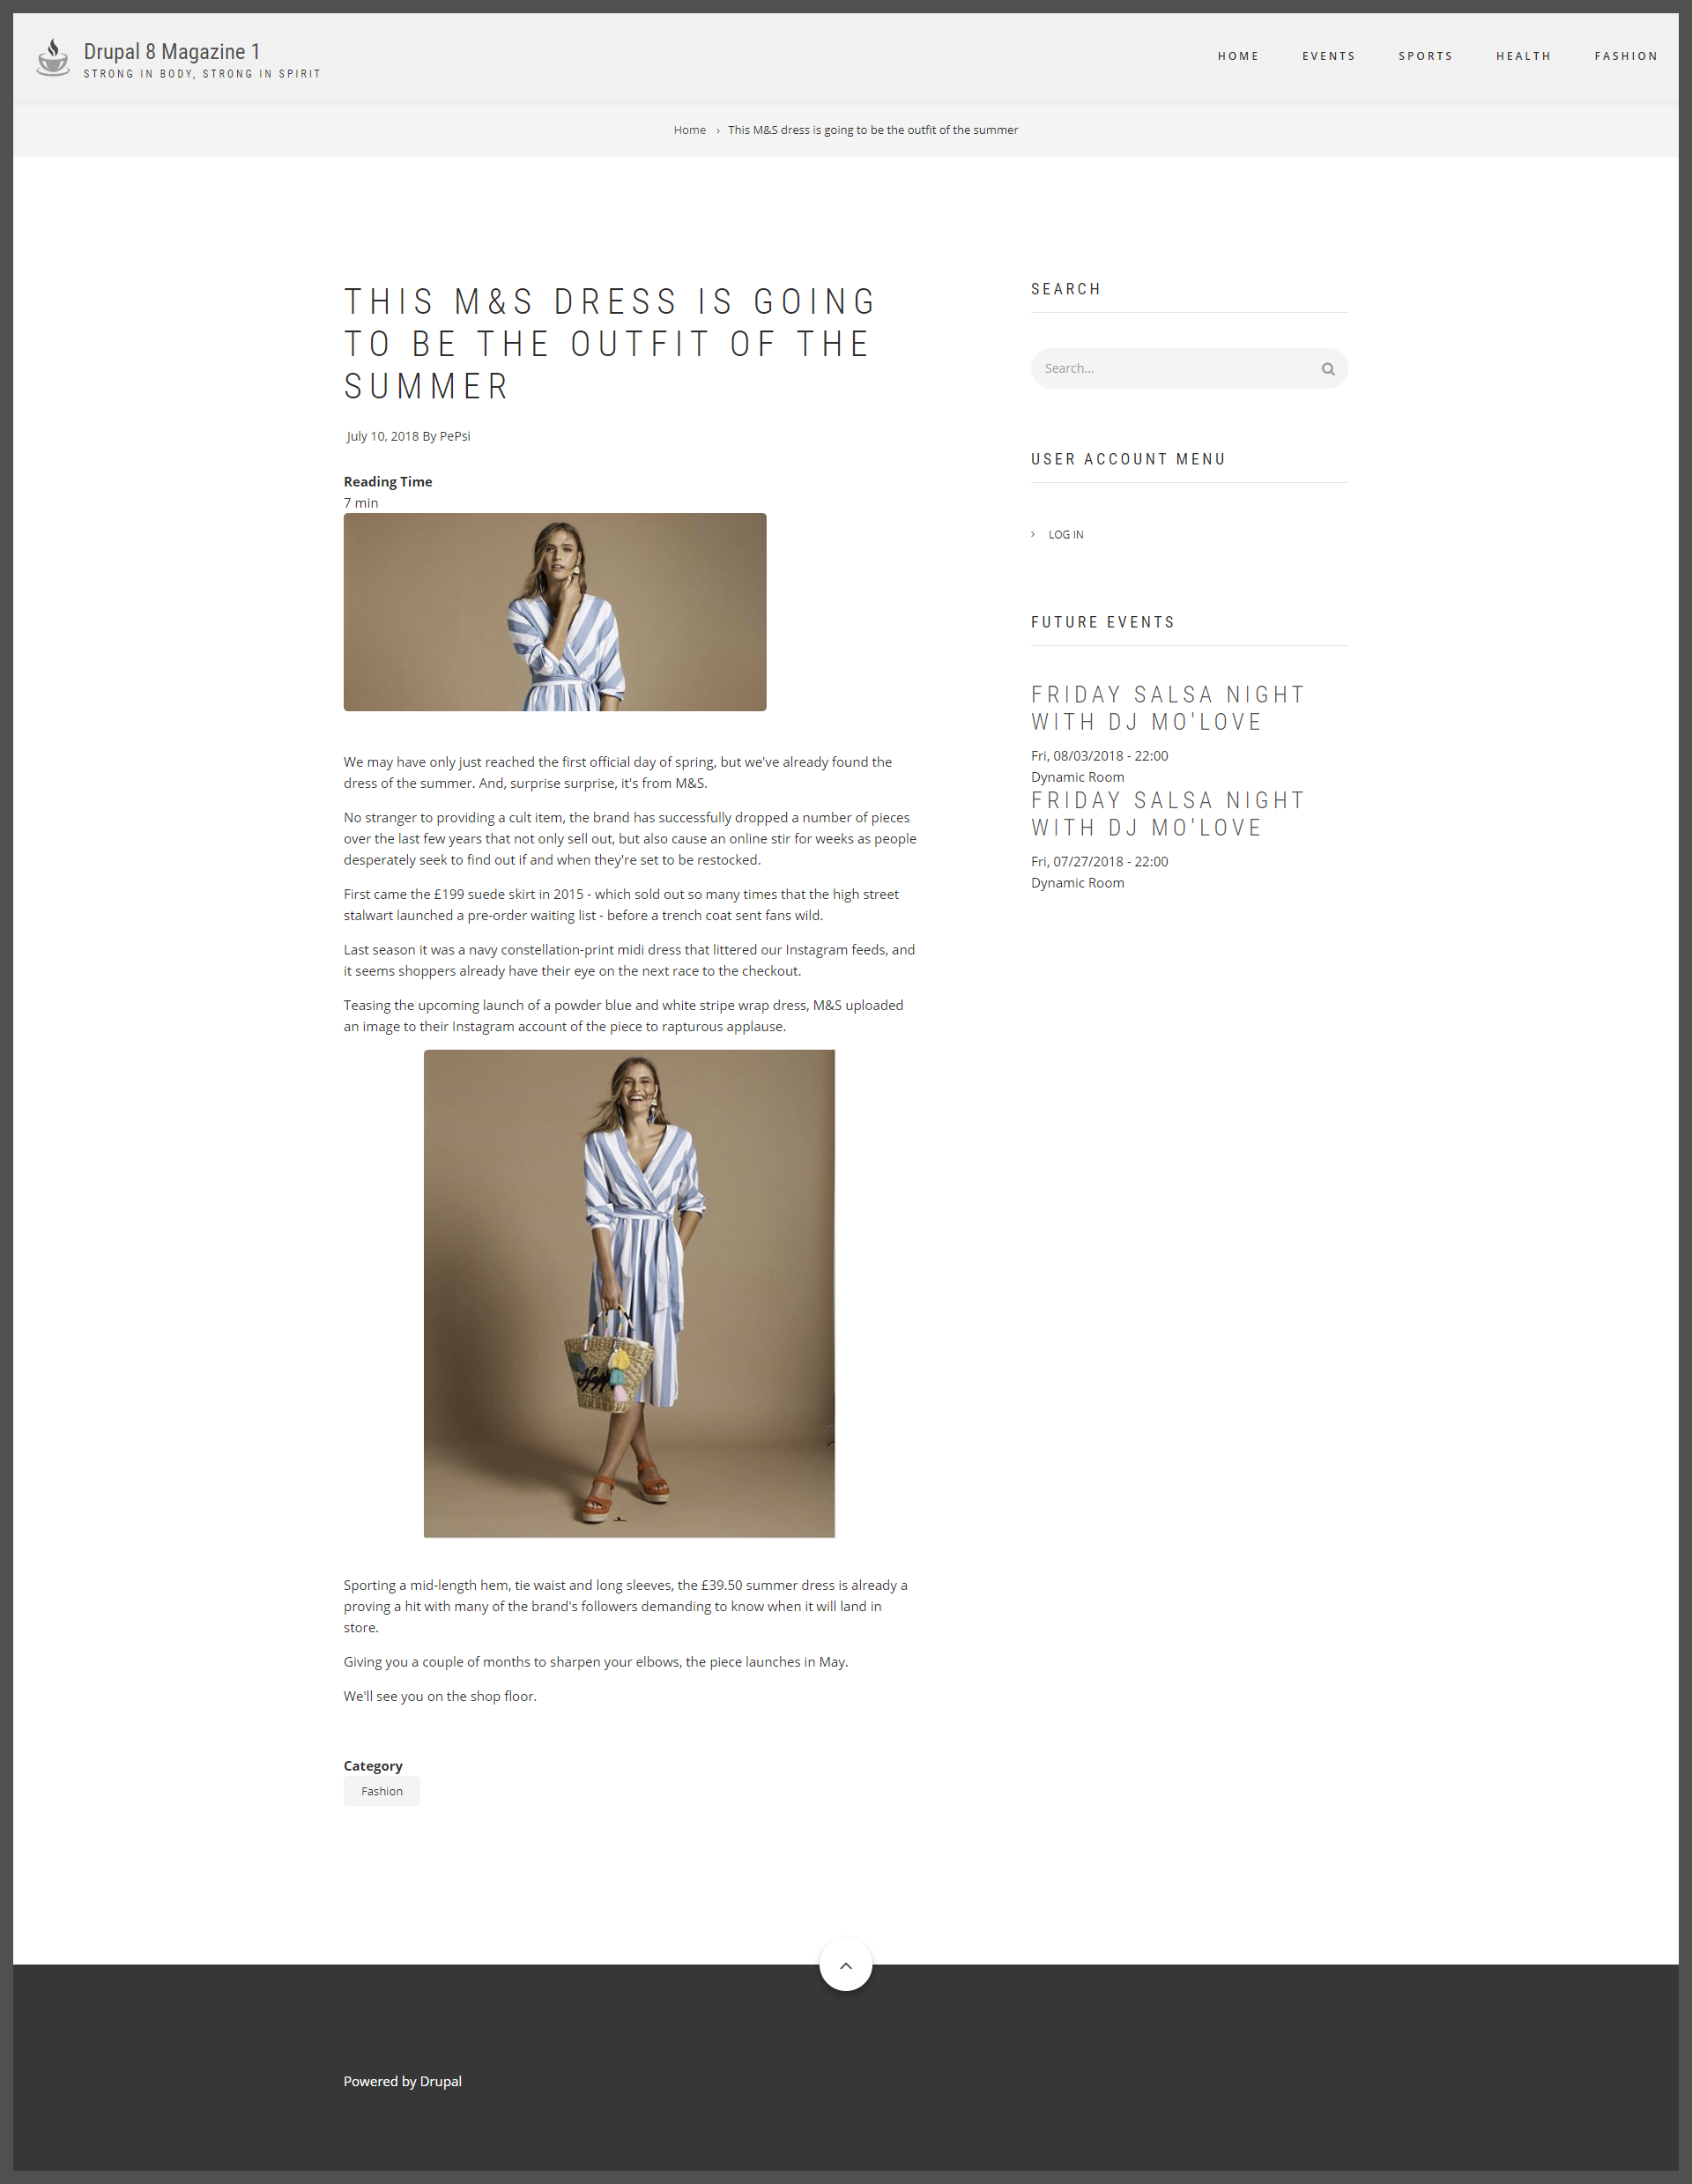 Drupal 8 Magazine 1
STRONG IN BODY, STRONG IN SPIRIT
HOME EVENTS SPORTS HEALTH FASHION
Home › This M&S dress is going to be the outfit of the summer
THIS M&S DRESS IS GOING
TO BE THE OUTFIT OF THE
SUMMER
July 10, 2018 By PePsi
Reading Time
7 min
We may have only just reached the first official day of spring, but we've already found the
dress of the summer. And, surprise surprise, it's from M&S.
No stranger to providing a cult item, the brand has successfully dropped a number of pieces
over the last few years that not only sell out, but also cause an online stir for weeks as people
desperately seek to find out if and when they're set to be restocked.
First came the £199 suede skirt in 2015 - which sold out so many times that the high street
stalwart launched a pre-order waiting list - before a trench coat sent fans wild.
Last season it was a navy constellation-print midi dress that littered our Instagram feeds, and
it seems shoppers already have their eye on the next race to the checkout.
Teasing the upcoming launch of a powder blue and white stripe wrap dress, M&S uploaded
an image to their Instagram account of the piece to rapturous applause.
Sporting a mid-length hem, tie waist and long sleeves, the £39.50 summer dress is already a
proving a hit with many of the brand's followers demanding to know when it will land in
store.
Giving you a couple of months to sharpen your elbows, the piece launches in May.
We'll see you on the shop floor.
Category
Fashion
SEARCH
Search...
USER ACCOUNT MENU
› LOG IN
FUTURE EVENTS
FRIDAY SALSA NIGHT
WITH DJ MO'LOVE
Fri, 08/03/2018 - 22:00
Dynamic Room
FRIDAY SALSA NIGHT
WITH DJ MO'LOVE
Fri, 07/27/2018 - 22:00
Dynamic Room
Powered by Drupal